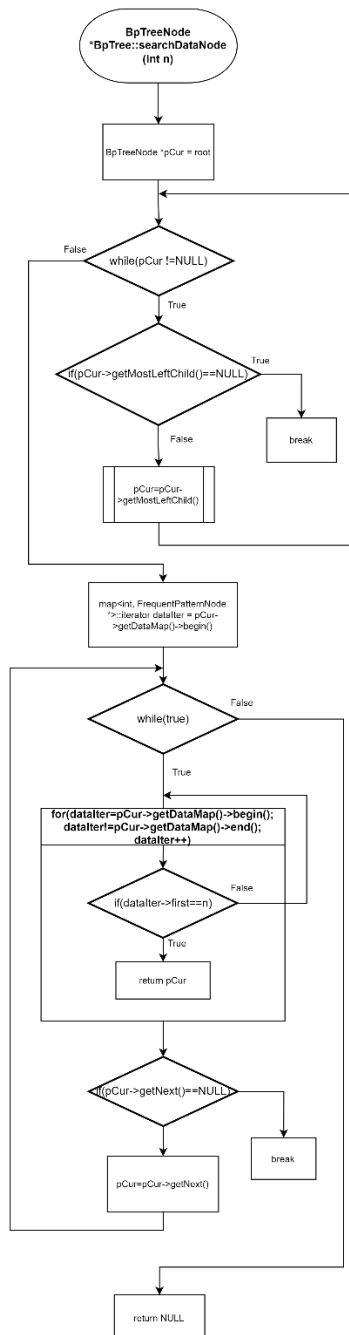 BpTreeNode
*BpTree::searchDataNode
(int n)
BpTreeNode *pCur = root
False
while(pCur !=NULL)
True
if(pCur->getMostLeftChild()==NULL)
True
False
break
pCur=pCur-
>getMostLeftChild()
map<int, FrequentPatternNode
*>::iterator dataIter = pCur-
>getDataMap()->begin()
while(true)
False
True
for(dataIter=pCur->getDataMap()->begin();
dataIter!=pCur->getDataMap()->end();
dataIter++)
if(dataIter->first==n)
False
True
return pCur
if(pCur->getNext()==NULL)
break
pCur=pCur->getNext()
return NULL